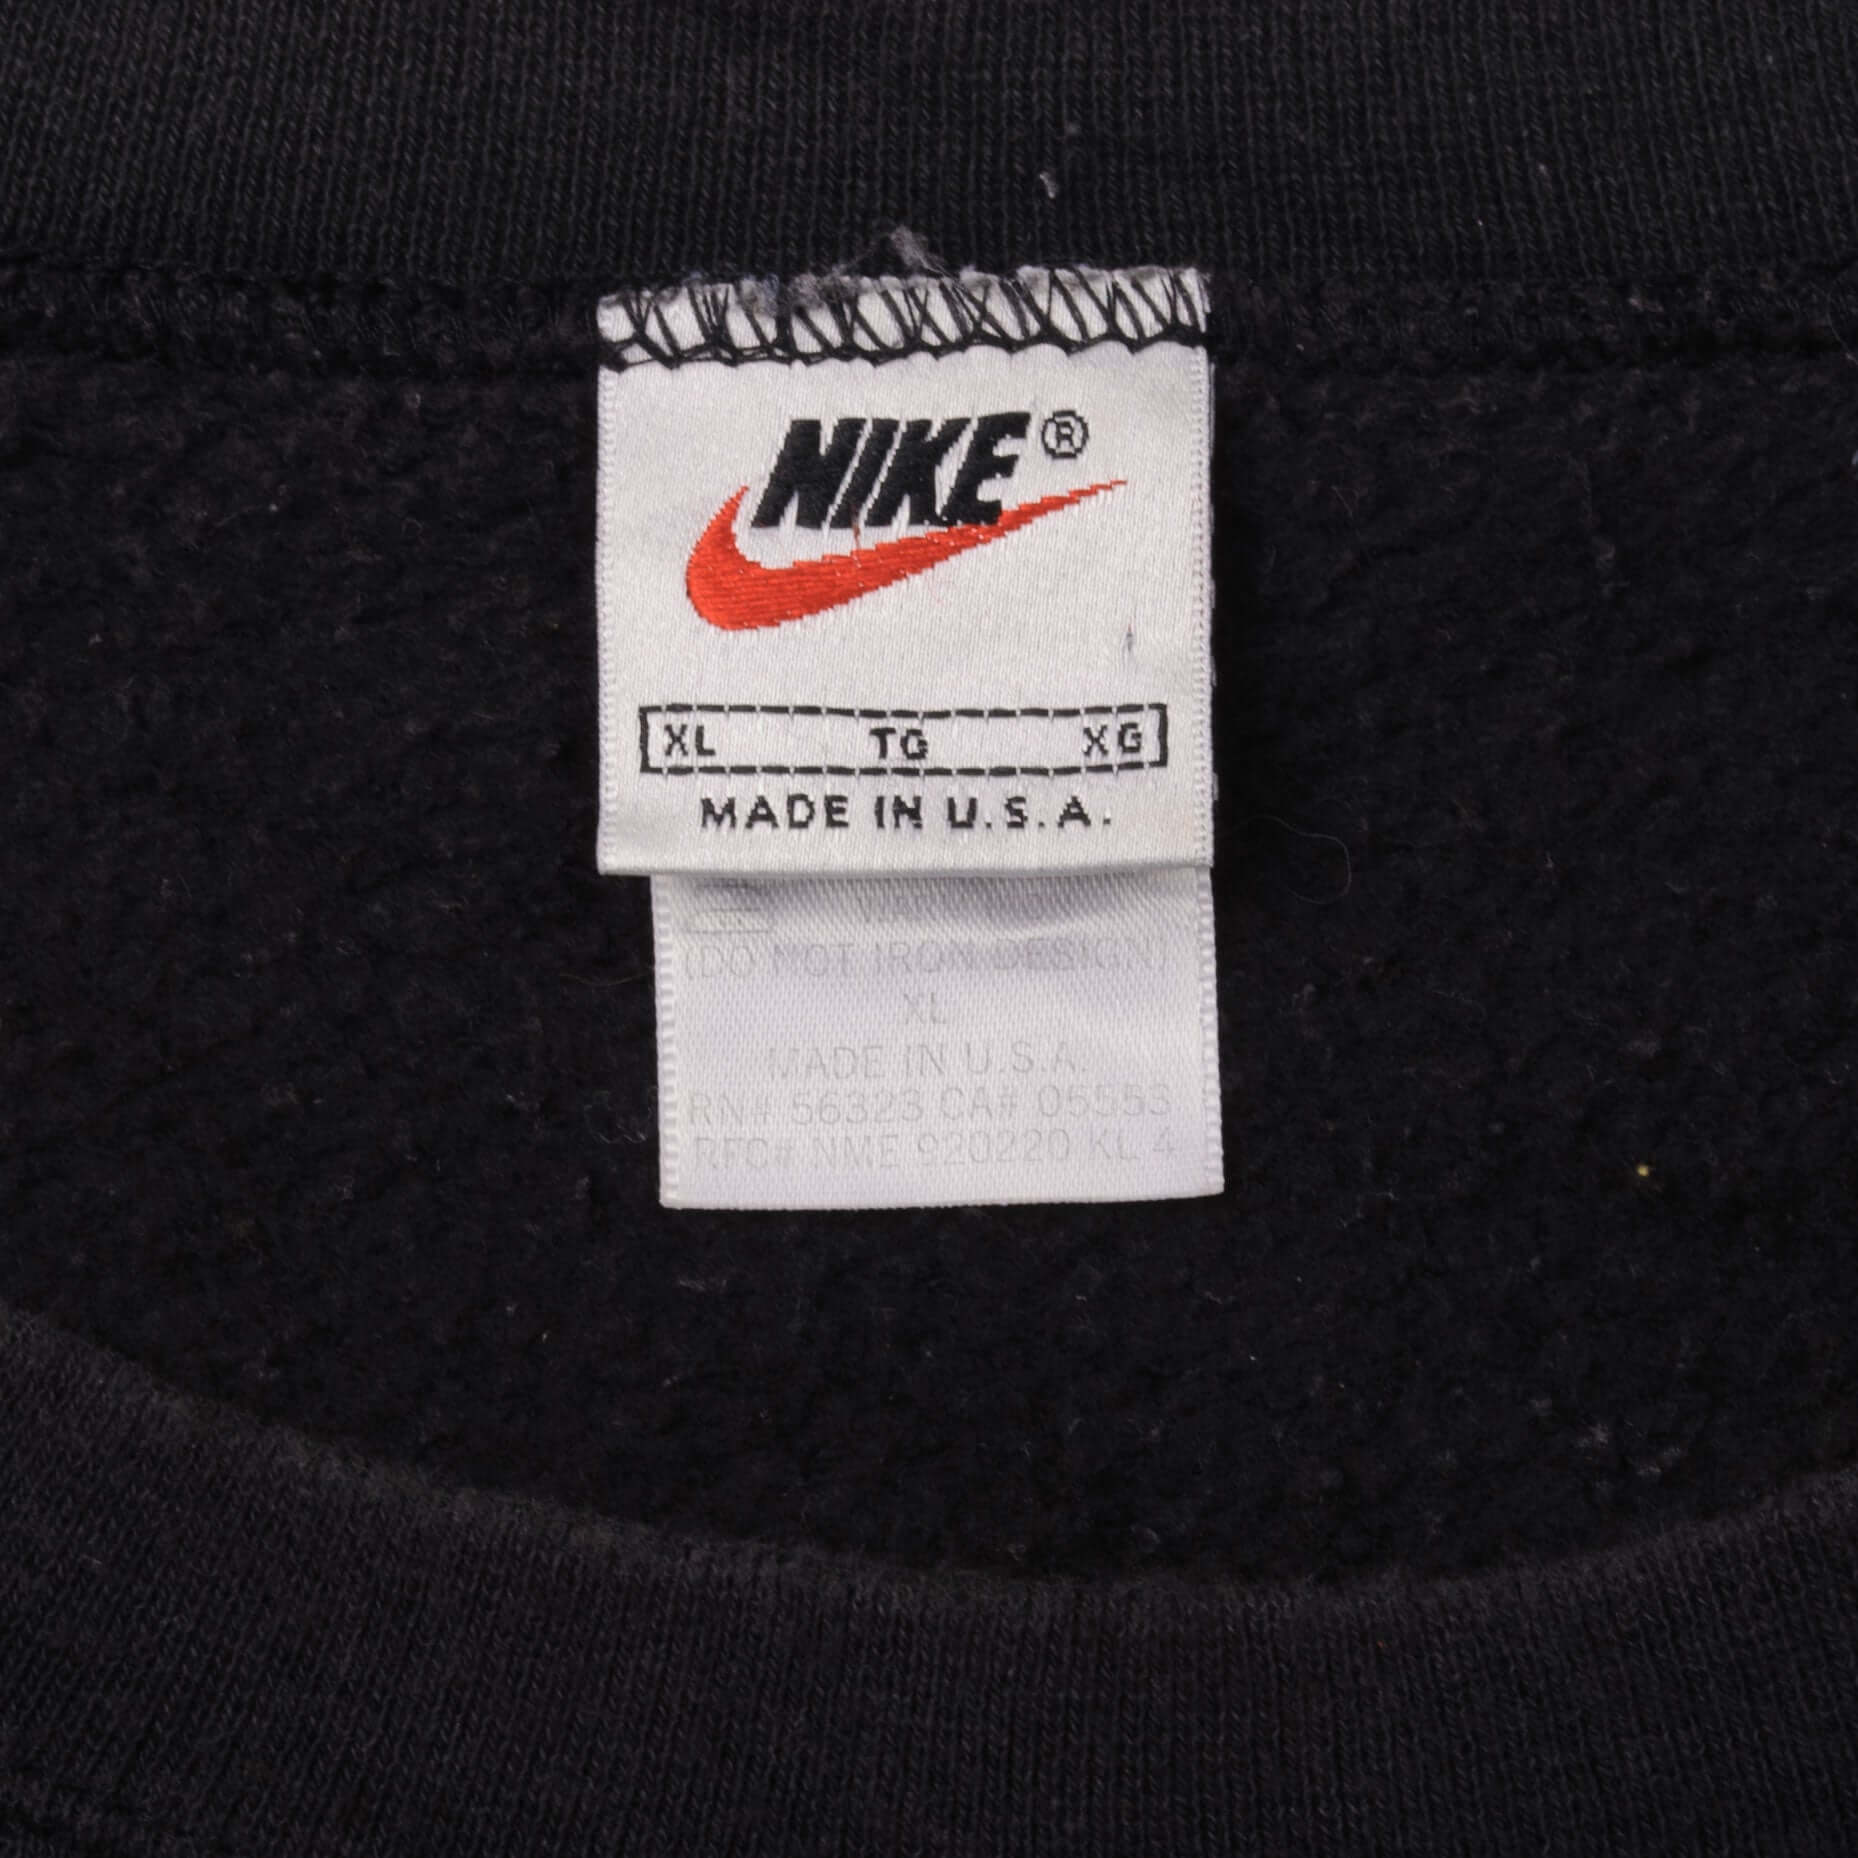 NIKE®
XL TG XG
MADE IN U.S.A.
(DO NOT IRON DESIGN)
XL
MADE IN U.S.A.
RN# 56323 CA# 05553
RFC# NME 920220 KL 4